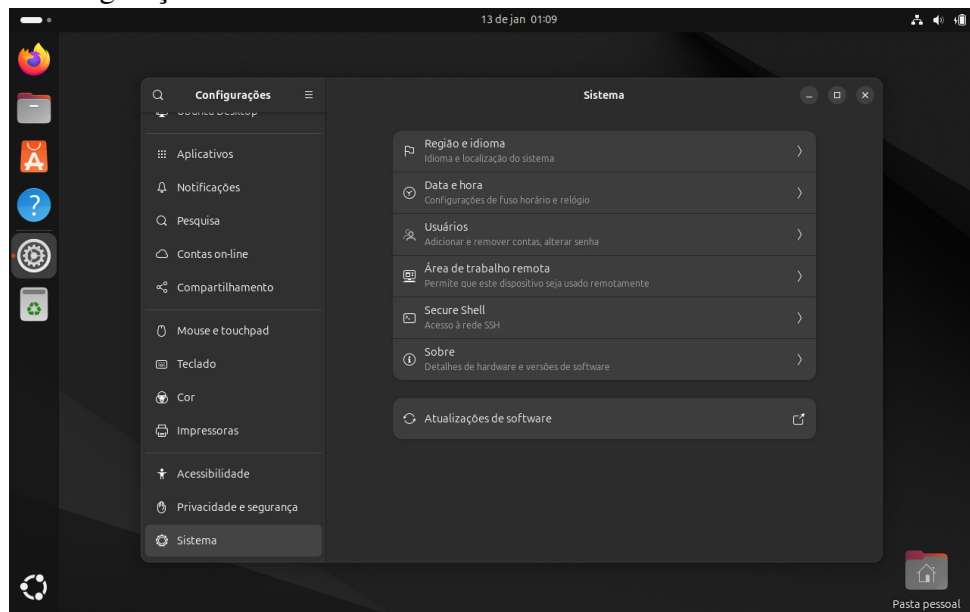 13 de jan 01:09
Configurações
Sistema
Ubuntu Desktop
Aplicativos
Notificações
Pesquisa
Contas on-line
Compartilhamento
Mouse e touchpad
Teclado
Cor
Impressoras
Acessibilidade
Privacidade e segurança
Sistema
Região e idioma
Idioma e localização do sistema
Data e hora
Configurações de fuso horário e relógio
Usuários
Adicionar e remover contas, alterar senha
Área de trabalho remota
Permite que este dispositivo seja usado remotamente
Secure Shell
Acesso à rede SSH
Sobre
Detalhes de hardware e versões de software
Atualizações de software
Pasta pessoal